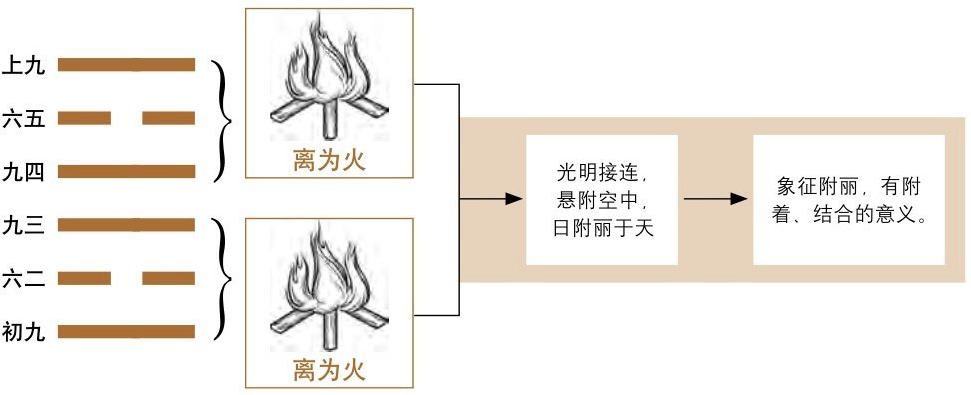 上九
六五
九四
九三
六二
初九
离为火
离为火
光明接连，
悬附空中，
日附丽于天
象征附丽，有附
着、结合的意义。